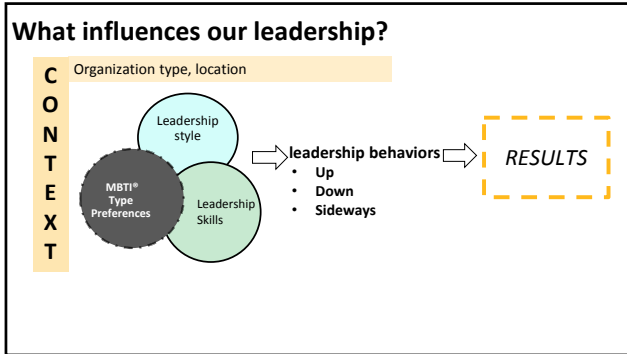 What influences our leadership?
C
O
N
T
E
X
T
Organization type, location
Leadership
style
MBTI®
Type
Preferences
Leadership
Skills
leadership behaviors
• Up
• Down
• Sideways
RESULTS